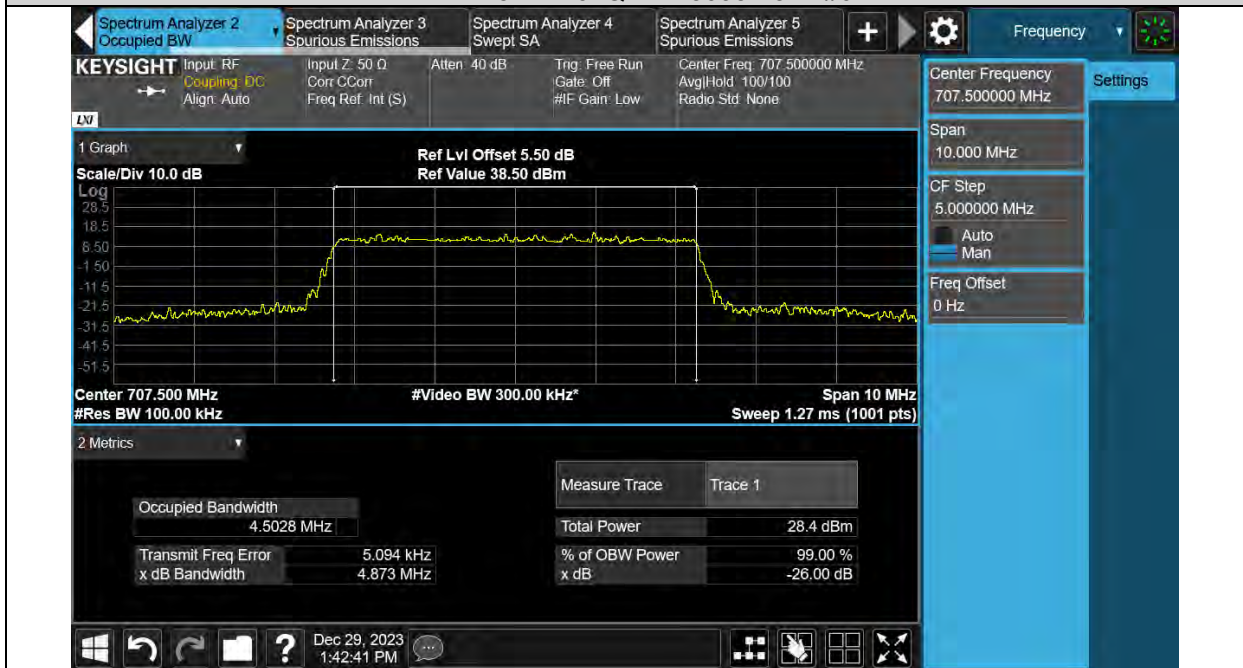 Spectrum Analyzer 2
Occupied BW
Spectrum Analyzer 3
Spurious Emissions
Spectrum Analyzer 4
Swept SA
Spectrum Analyzer 5
Spurious Emissions
+
Frequency
KEYSIGHT
Input: RF
Coupling: DC
Align: Auto
Input Z: 50 Ω
Corr CCorr
Freq Ref: Int (S)
Atten: 40 dB
Trig: Free Run
Gate: Off
#IF Gain: Low
Center Freq: 707.500000 MHz
Avg|Hold: 100/100
Radio Std: None
LXI
Center Frequency
707.500000 MHz
Settings
Span
10.000 MHz
CF Step
5.000000 MHz
Auto
Man
Freq Offset
0 Hz
1 Graph
Scale/Div 10.0 dB
Ref Lvl Offset 5.50 dB
Ref Value 38.50 dBm
Log
28.5
18.5
8.50
-1.50
-11.5
-21.5
-31.5
-41.5
-51.5
Center 707.500 MHz
#Video BW 300.00 kHz*
Span 10 MHz
#Res BW 100.00 kHz
Sweep 1.27 ms (1001 pts)
2 Metrics
Measure Trace
Trace 1
Occupied Bandwidth
4.5028 MHz
Total Power
28.4 dBm
Transmit Freq Error
5.094 kHz
% of OBW Power
99.00 %
x dB Bandwidth
4.873 MHz
x dB
-26.00 dB
?
Dec 29, 2023
1:42:41 PM